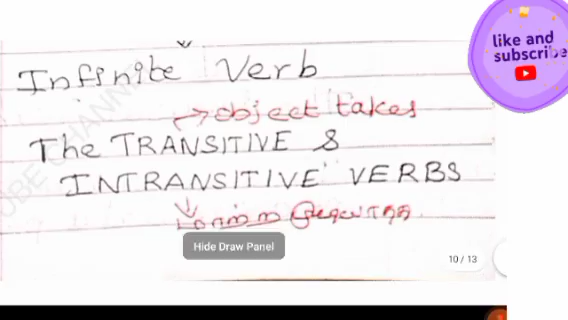 like and
subscribe
Infinite Verb
object takes
The TRANSITIVE &
INTRANSITIVE VERBS
Hide Draw Panel
10 / 13